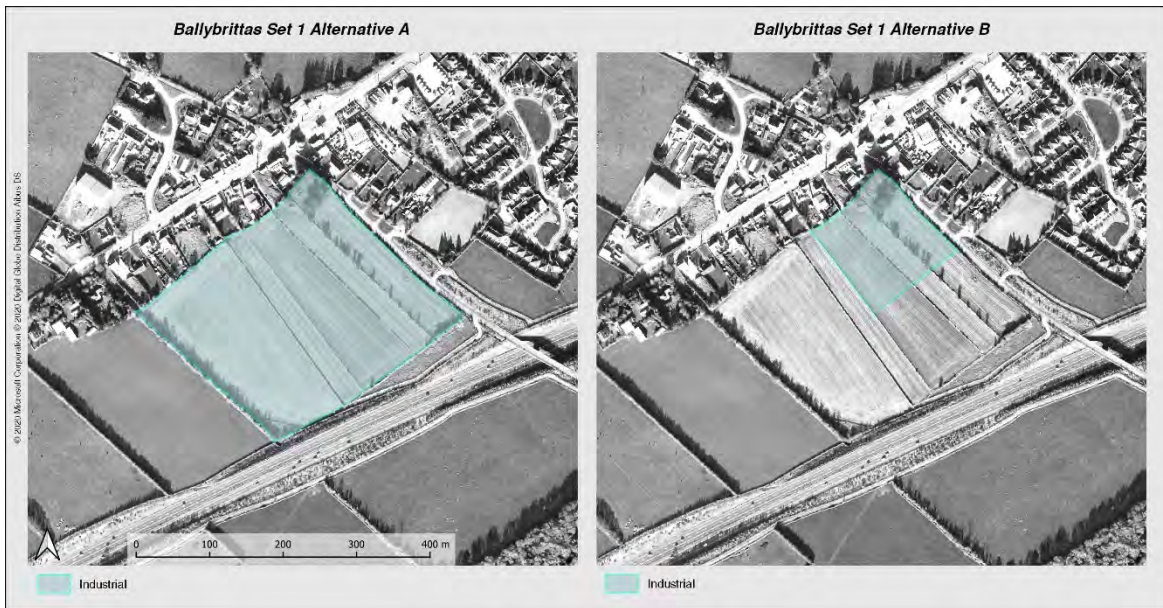 Ballybrittas Set 1 Alternative A
Ballybrittas Set 1 Alternative B
© 2020 Microsoft Corporation © 2020 Digital Globe Distribution Aibus DS
0 100 200 300 400 m
Industrial
Industrial